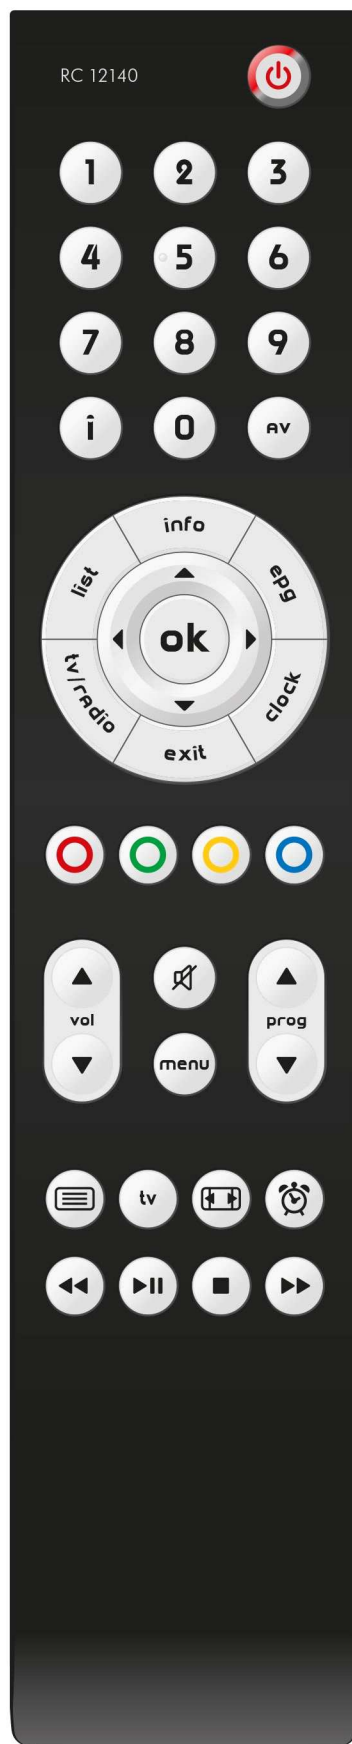 RC 12140
1 2 3
4 5 6
7 8 9
i 0 AV
info
list epg
ok
tv/radio clock
exit
vol prog
menu
tv